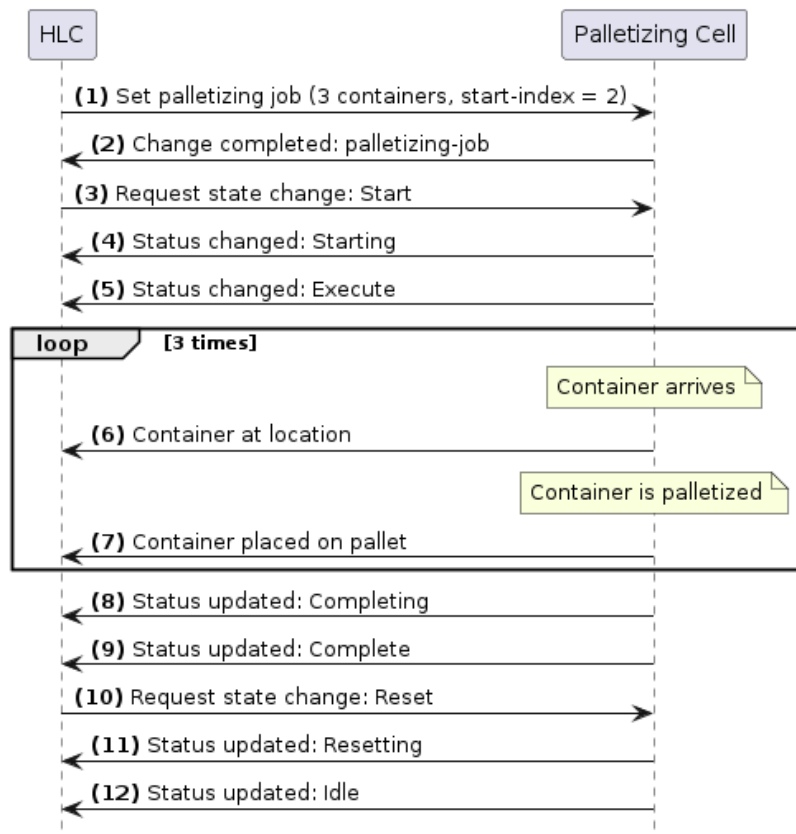 HLC
Palletizing Cell
(1) Set palletizing job (3 containers, start-index = 2)
(2) Change completed: palletizing-job
(3) Request state change: Start
(4) Status changed: Starting
(5) Status changed: Execute
loop [3 times]
Container arrives
(6) Container at location
Container is palletized
(7) Container placed on pallet
(8) Status updated: Completing
(9) Status updated: Complete
(10) Request state change: Reset
(11) Status updated: Resetting
(12) Status updated: Idle